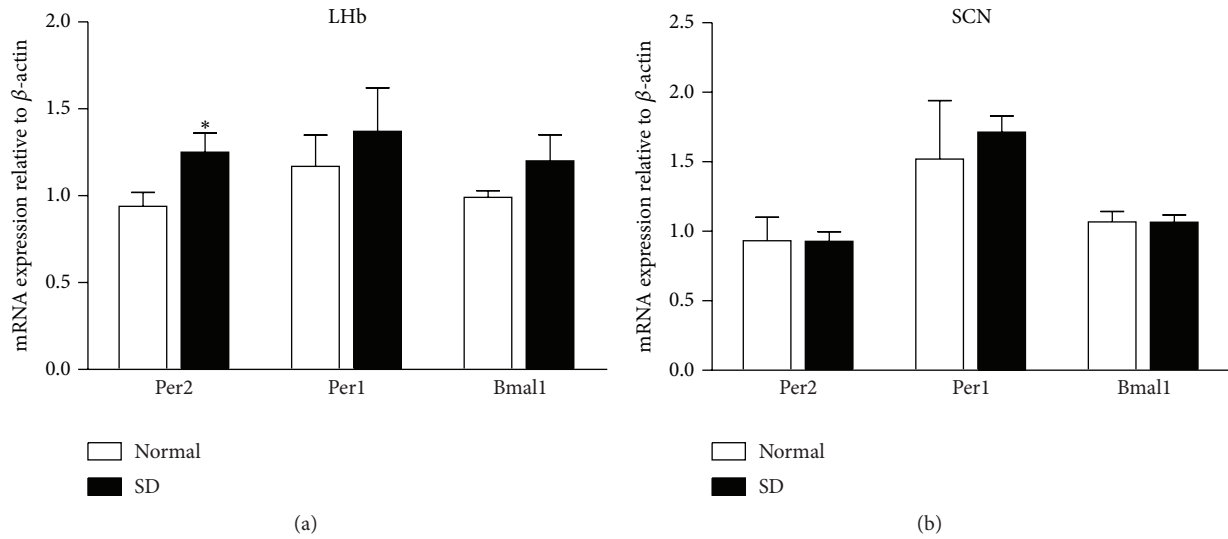 LHb
mRNA expression relative to β-actin
2.0
1.5
1.0
0.5
0.0
*
Per2 Per1 Bmal1
Normal
SD
(a)
SCN
mRNA expression relative to β-actin
2.5
2.0
1.5
1.0
0.5
0.0
Per2 Per1 Bmal1
Normal
SD
(b)